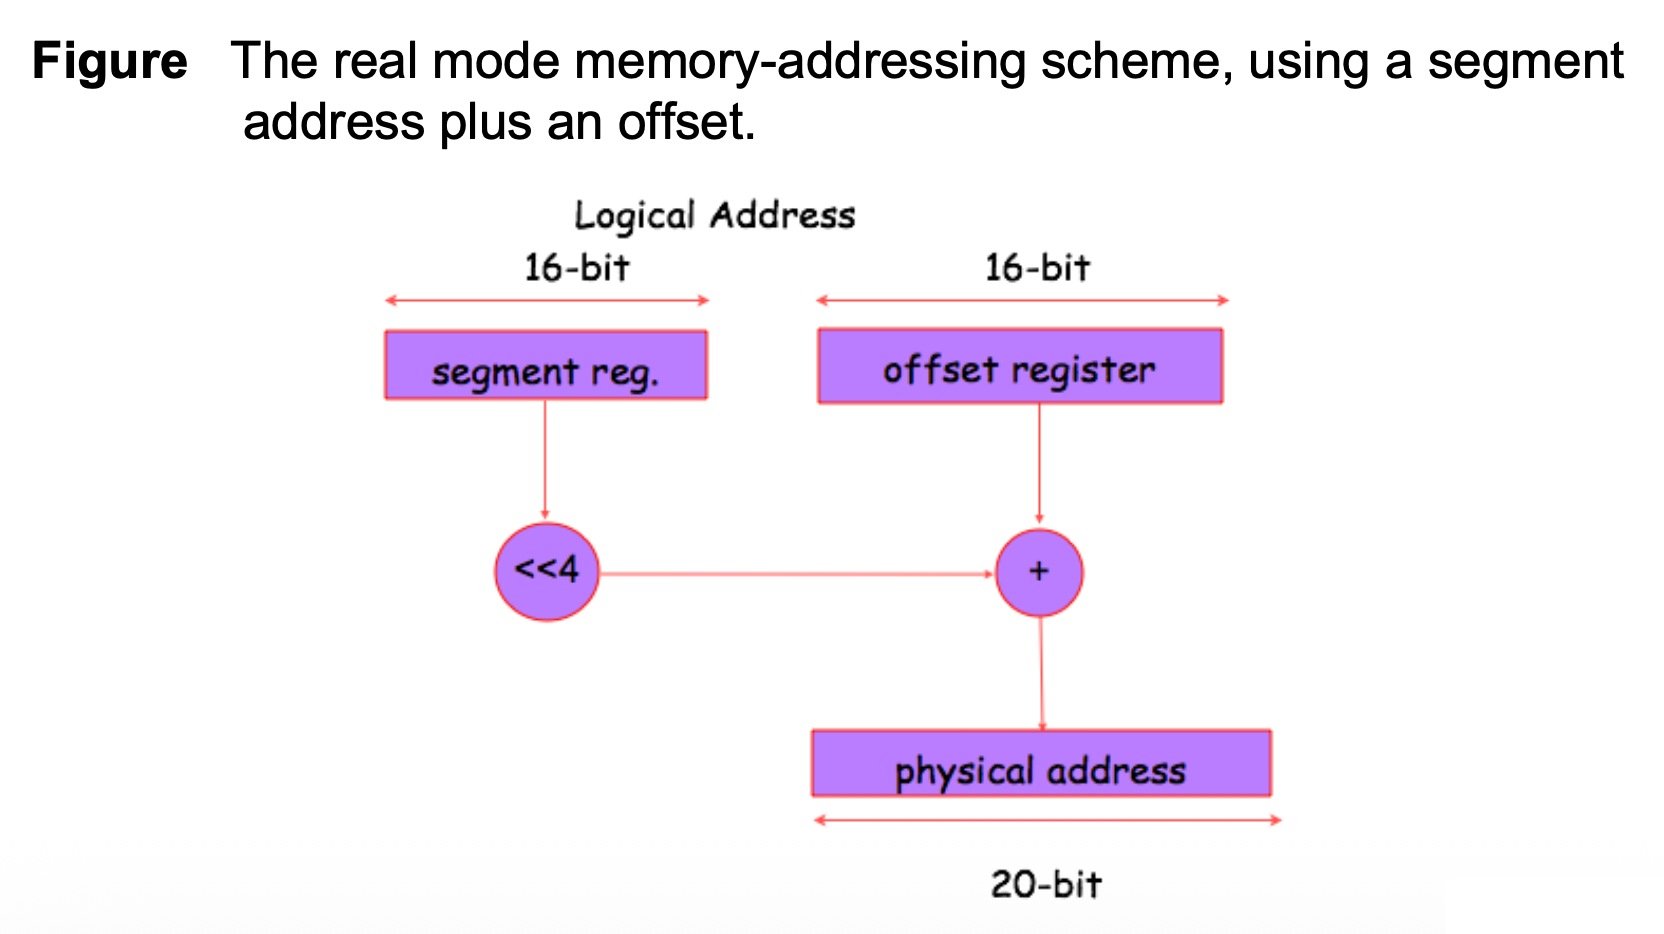 Figure The real mode memory-addressing scheme, using a segment
address plus an offset.
Logical Address
16-bit 16-bit
segment reg. offset register
<<4 +
physical address
20-bit